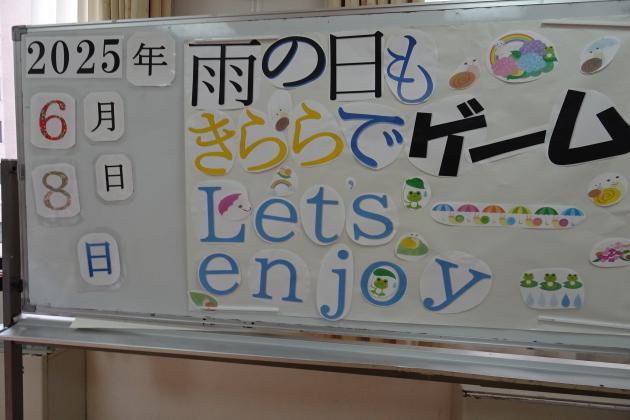 2025年
6月
8日
日
雨の日も
きららでゲーム
Let's
enjoy